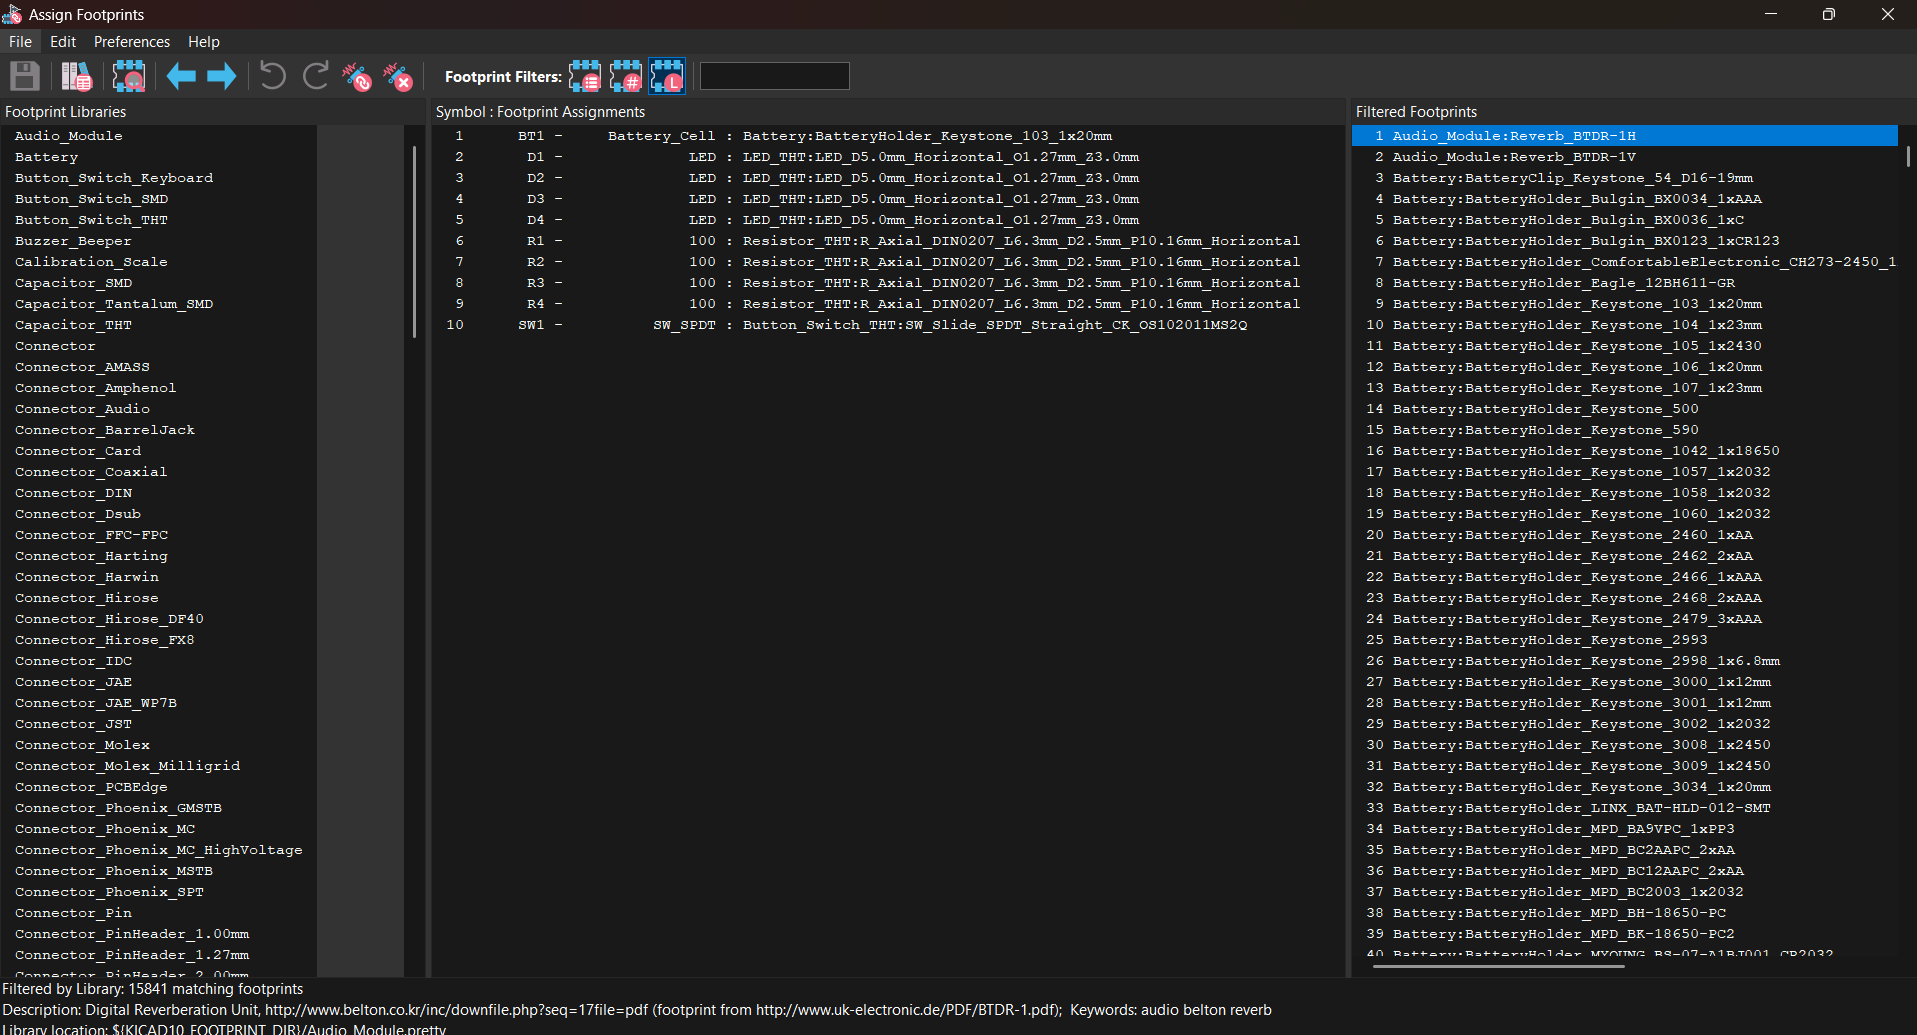 Assign Footprints
File Edit Preferences Help
Footprint Filters:
Footprint Libraries
Audio_Module
Battery
Button_Switch_Keyboard
Button_Switch_SMD
Button_Switch_THT
Buzzer_Beeper
Calibration_Scale
Capacitor_SMD
Capacitor_Tantalum_SMD
Capacitor_THT
Connector
Connector_AMASS
Connector_Amphenol
Connector_Audio
Connector_BarrelJack
Connector_Card
Connector_Coaxial
Connector_DIN
Connector_Dsub
Connector_FFC-FPC
Connector_Harting
Connector_Harwin
Connector_Hirose
Connector_Hirose_DF40
Connector_Hirose_FX8
Connector_IDC
Connector_JAE
Connector_JAE_WP7B
Connector_JST
Connector_Molex
Connector_Molex_Milligrid
Connector_PCBEdge
Connector_Phoenix_GMSTB
Connector_Phoenix_MC
Connector_Phoenix_MC_HighVoltage
Connector_Phoenix_MSTB
Connector_Phoenix_SPT
Connector_Pin
Connector_PinHeader_1.00mm
Connector_PinHeader_1.27mm
Connector_PinHeader_2.00mm
Symbol : Footprint Assignments
1 BT1 - Battery_Cell : Battery:BatteryHolder_Keystone_103_1x20mm
2 D1 - LED : LED_THT:LED_D5.0mm_Horizontal_O1.27mm_Z3.0mm
3 D2 - LED : LED_THT:LED_D5.0mm_Horizontal_O1.27mm_Z3.0mm
4 D3 - LED : LED_THT:LED_D5.0mm_Horizontal_O1.27mm_Z3.0mm
5 D4 - LED : LED_THT:LED_D5.0mm_Horizontal_O1.27mm_Z3.0mm
6 R1 - 100 : Resistor_THT:R_Axial_DIN0207_L6.3mm_D2.5mm_P10.16mm_Horizontal
7 R2 - 100 : Resistor_THT:R_Axial_DIN0207_L6.3mm_D2.5mm_P10.16mm_Horizontal
8 R3 - 100 : Resistor_THT:R_Axial_DIN0207_L6.3mm_D2.5mm_P10.16mm_Horizontal
9 R4 - 100 : Resistor_THT:R_Axial_DIN0207_L6.3mm_D2.5mm_P10.16mm_Horizontal
10 SW1 - SW_SPDT : Button_Switch_THT:SW_Slide_SPDT_Straight_CK_OS102011MS2Q
Filtered Footprints
1 Audio_Module:Reverb_BTDR-1H
2 Audio_Module:Reverb_BTDR-1V
3 Battery:BatteryClip_Keystone_54_D16-19mm
4 Battery:BatteryHolder_Bulgin_BX0034_1xAAA
5 Battery:BatteryHolder_Bulgin_BX0036_1xC
6 Battery:BatteryHolder_Bulgin_BX0123_1xCR123
7 Battery:BatteryHolder_ComfortableElectronic_CH273-2450_1
8 Battery:BatteryHolder_Eagle_12BH611-GR
9 Battery:BatteryHolder_Keystone_103_1x20mm
10 Battery:BatteryHolder_Keystone_104_1x23mm
11 Battery:BatteryHolder_Keystone_105_1x2430
12 Battery:BatteryHolder_Keystone_106_1x20mm
13 Battery:BatteryHolder_Keystone_107_1x23mm
14 Battery:BatteryHolder_Keystone_500
15 Battery:BatteryHolder_Keystone_590
16 Battery:BatteryHolder_Keystone_1042_1x18650
17 Battery:BatteryHolder_Keystone_1057_1x2032
18 Battery:BatteryHolder_Keystone_1058_1x2032
19 Battery:BatteryHolder_Keystone_1060_1x2032
20 Battery:BatteryHolder_Keystone_2460_1xAA
21 Battery:BatteryHolder_Keystone_2462_2xAA
22 Battery:BatteryHolder_Keystone_2466_1xAAA
23 Battery:BatteryHolder_Keystone_2468_2xAAA
24 Battery:BatteryHolder_Keystone_2479_3xAAA
25 Battery:BatteryHolder_Keystone_2993
26 Battery:BatteryHolder_Keystone_2998_1x6.8mm
27 Battery:BatteryHolder_Keystone_3000_1x12mm
28 Battery:BatteryHolder_Keystone_3001_1x12mm
29 Battery:BatteryHolder_Keystone_3002_1x2032
30 Battery:BatteryHolder_Keystone_3008_1x2450
31 Battery:BatteryHolder_Keystone_3009_1x2450
32 Battery:BatteryHolder_Keystone_3034_1x20mm
33 Battery:BatteryHolder_LINX_BAT-HLD-012-SMT
34 Battery:BatteryHolder_MPD_BA9VPC_1xPP3
35 Battery:BatteryHolder_MPD_BC2AAPC_2xAA
36 Battery:BatteryHolder_MPD_BC12AAPC_2xAA
37 Battery:BatteryHolder_MPD_BC2003_1x2032
38 Battery:BatteryHolder_MPD_BH-18650-PC
39 Battery:BatteryHolder_MPD_BK-18650-PC2
40 Battery:BatteryHolder_MYOUNG_BS-07-A1BJ001_CR2032
Filtered by Library: 15841 matching footprints
Description: Digital Reverberation Unit, http://www.belton.co.kr/inc/downfile.php?seq=17file=pdf (footprint from http://www.uk-electronic.de/PDF/BTDR-1.pdf);  Keywords: audio belton reverb
Library location: ${KICAD10_FOOTPRINT_DIR}/Audio_Module.pretty